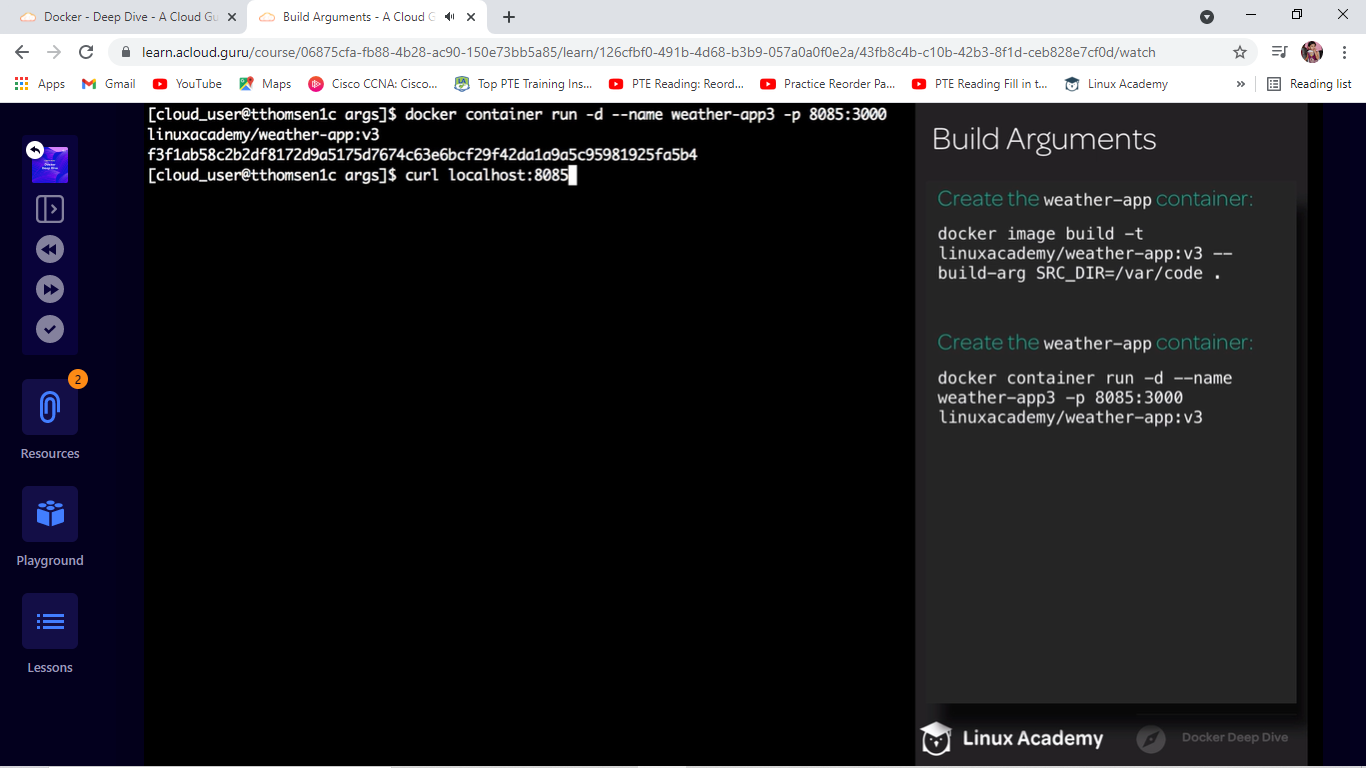 Docker - Deep Dive - A Cloud Gu
Build Arguments - A Cloud G
learn.acloud.guru/course/06875cfa-fb88-4b28-ac90-150e73bb5a85/learn/126cfbf0-491b-4d68-b3b9-057a0a0f0e2a/43fb8c4b-c10b-42b3-8f1d-ceb828e7cf0d/watch
Apps
Gmail
YouTube
Maps
Cisco CCNA: Cisco...
Top PTE Training Ins...
PTE Reading: Reord...
Practice Reorder Pa...
PTE Reading Fill in t...
Linux Academy
»
Reading list
2
Resources
Playground
Lessons
[cloud_user@tthomsen1c args]$ docker container run -d --name weather-app3 -p 8085:3000
linuxacademy/weather-app:v3
f3f1ab58c2b2df8172d9a5175d7674c63e6bcf29f42da1a9a5c95981925fa5b4
[cloud_user@tthomsen1c args]$ curl localhost:8085
Build Arguments
Create the weather-app container:
docker image build -t
linuxacademy/weather-app:v3 --
build-arg SRC_DIR=/var/code .
Create the weather-app container:
docker container run -d --name
weather-app3 -p 8085:3000
linuxacademy/weather-app:v3
Linux Academy
Docker Deep Dive